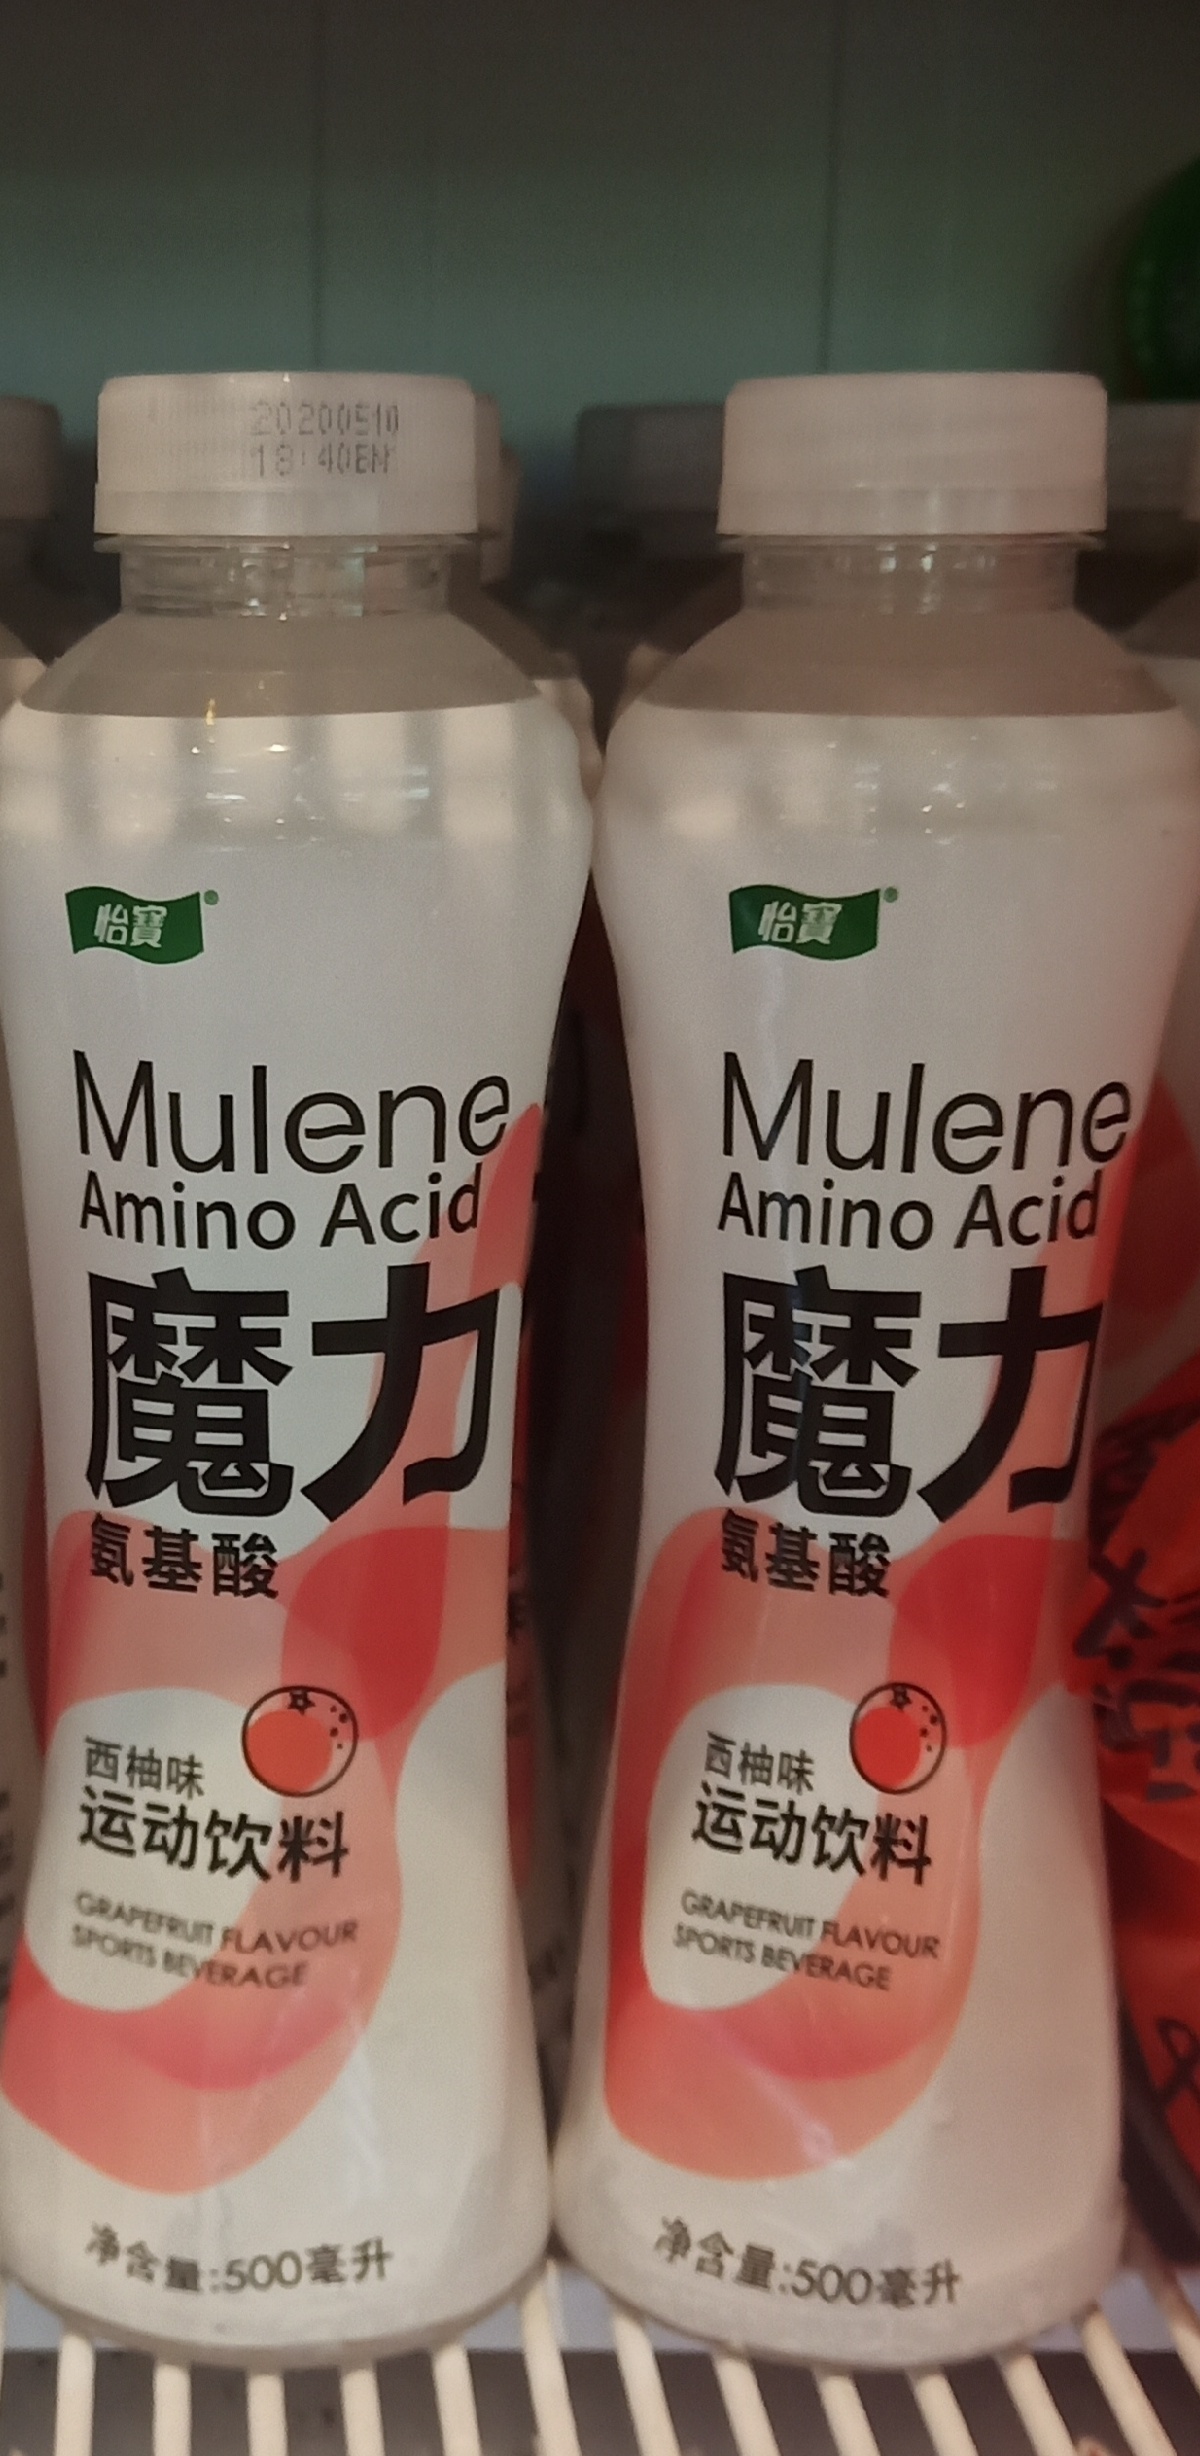 20200510
18:40BM
怡寶®
Mulene
Amino Acid
魔力
氨基酸
西柚味
运动饮料
GRAPEFRUIT FLAVOUR
SPORTS BEVERAGE
净含量:500毫升
怡寶®
Mulene
Amino Acid
魔力
氨基酸
西柚味
运动饮料
GRAPEFRUIT FLAVOUR
SPORTS BEVERAGE
净含量:500毫升